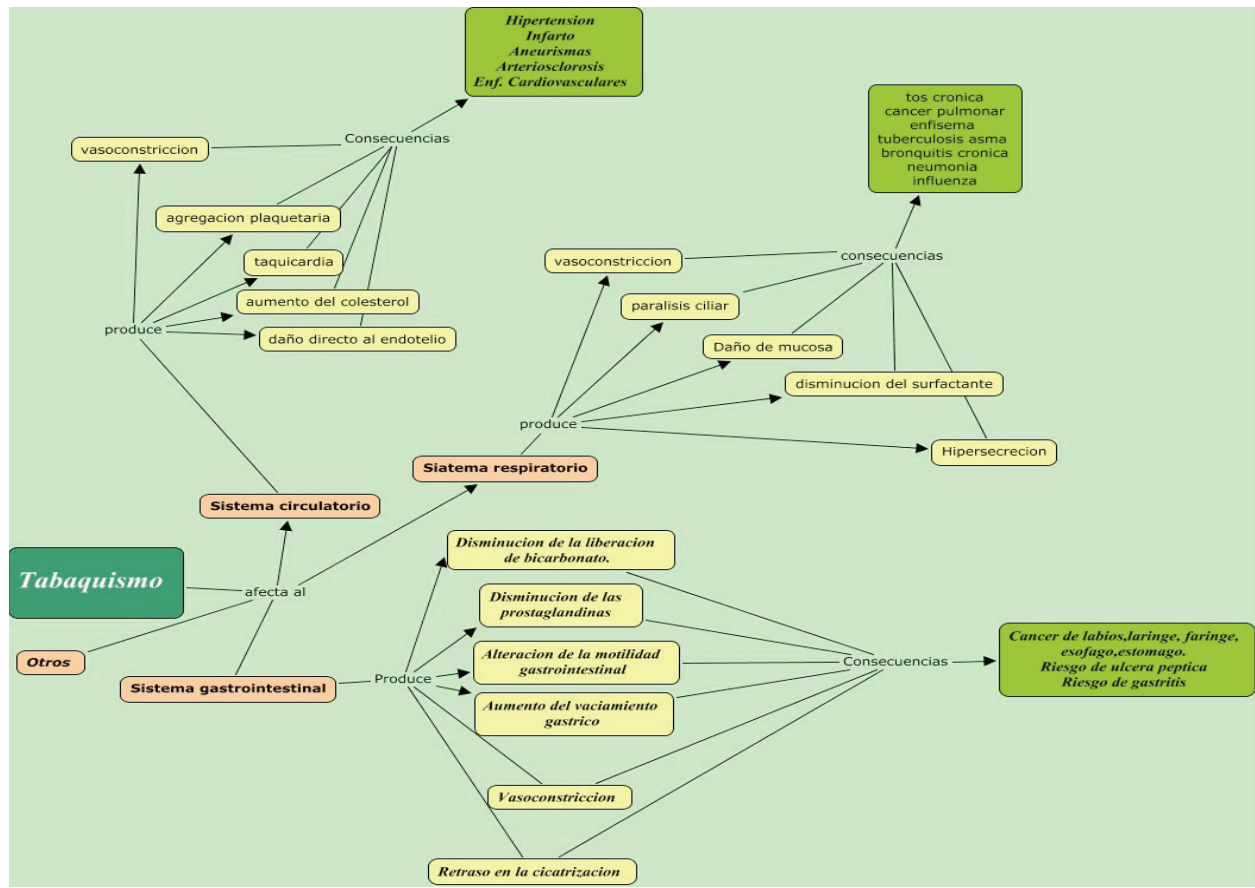 Hipertension
Infarto
Aneurismas
Arteriosclorosis
Enf. Cardiovasculares
Consecuencias
vasoconstriccion
agregacion plaquetaria
taquicardia
aumento del colesterol
produce
daño directo al endotelio
tos cronica
cancer pulmonar
enfisema
tuberculosis asma
bronquitis cronica
neumonia
influenza
consecuencias
vasoconstriccion
paralisis ciliar
Daño de mucosa
disminucion del surfactante
produce
Hipersecrecion
Siatema respiratorio
Sistema circulatorio
Tabaquismo
afecta al
Otros
Sistema gastrointestinal
Produce
Disminucion de la liberacion
de bicarbonato.
Disminucion de las
prostaglandinas
Alteracion de la motilidad
gastrointestinal
Aumento del vaciamiento
gastrico
Vasoconstriccion
Retraso en la cicatrizacion
Consecuencias
Cancer de labios,laringe, faringe,
esofago,estomago.
Riesgo de ulcera peptica
Riesgo de gastritis